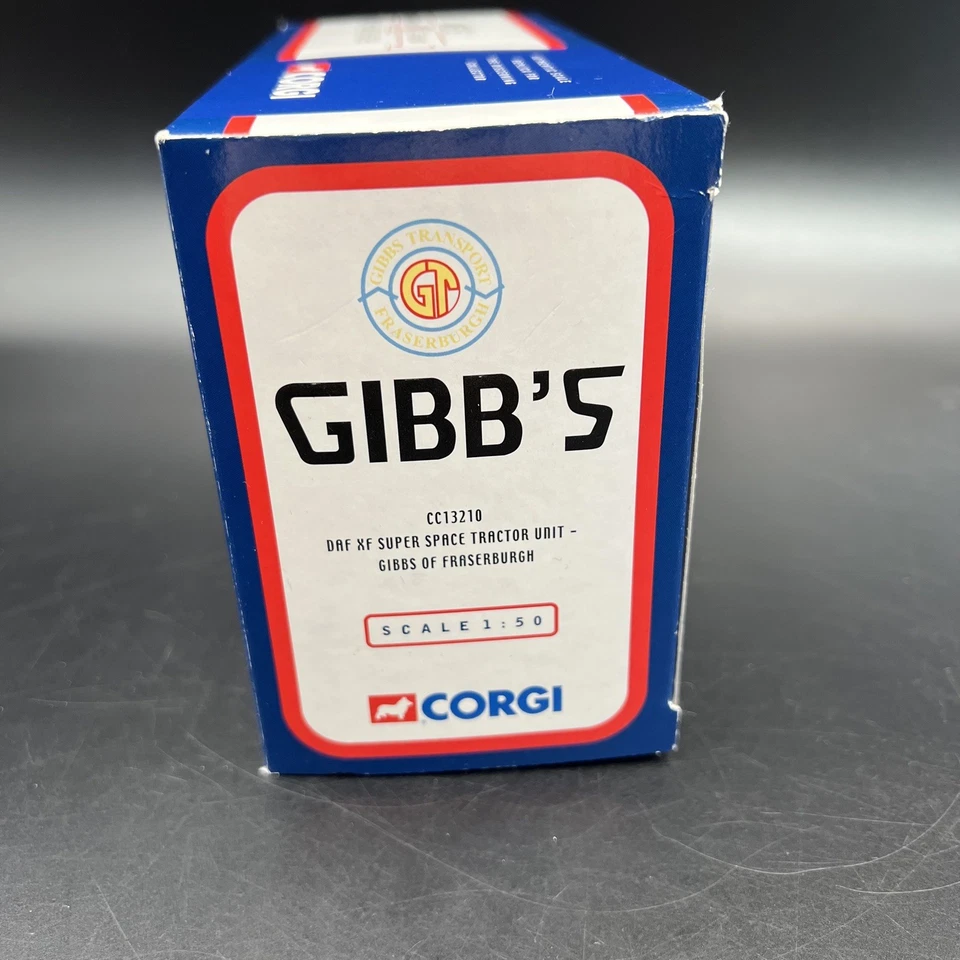 CORGI
GIBBS TRANSPORT
GT
FRASERBURGH
GIBB'S
CC13210
DAF XF SUPER SPACE TRACTOR UNIT -
GIBBS OF FRASERBURGH
SCALE 1:50
CORGI